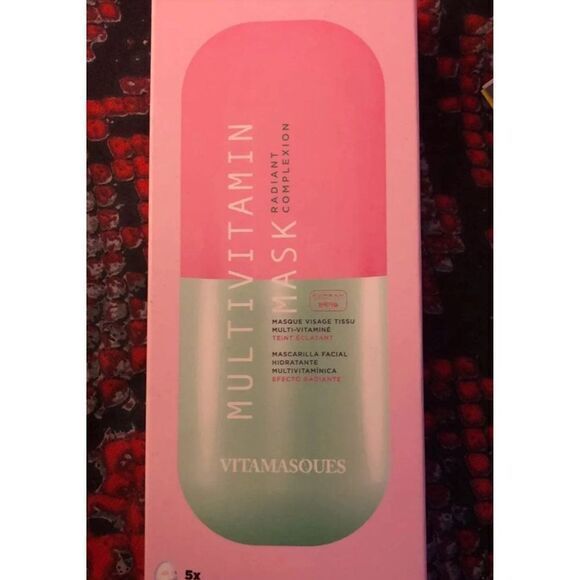 MULTIVITAMIN
MASK
RADIANT
COMPLEXION
MASQUE VISAGE TISSU
MULTI-VITAMINÉ
TEINT ÉCLATANT
MASCARILLA FACIAL
HIDRATANTE
MULTIVITAMÍNICA
EFECTO RADIANTE
VITAMASQUES
5x